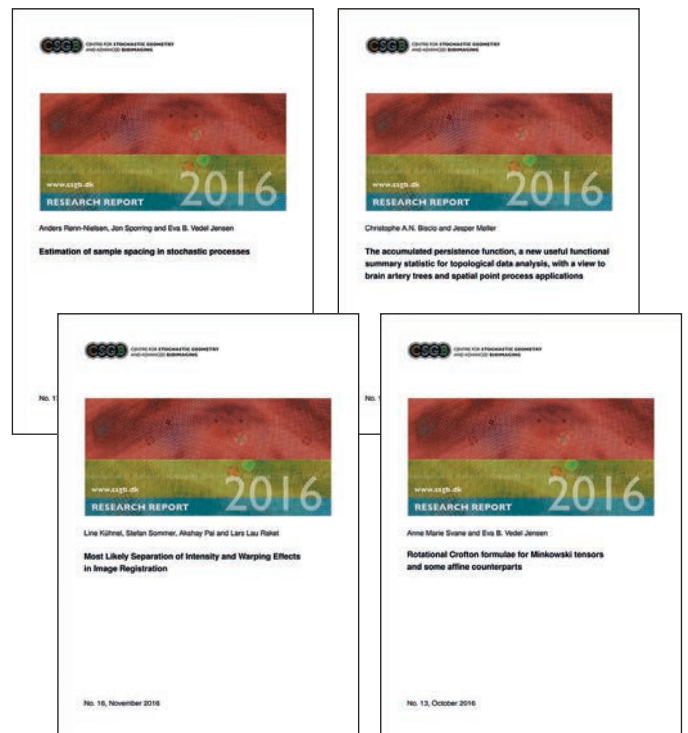 CSGB CENTRE FOR STOCHASTIC GEOMETRY
AND ADVANCED BIOIMAGING
www.csgb.dk
2016
RESEARCH REPORT
Anders Rønn-Nielsen, Jon Sporring and Eva B. Vedel Jensen
Estimation of sample spacing in stochastic processes
No.
CSGB CENTRE FOR STOCHASTIC GEOMETRY
AND ADVANCED BIOIMAGING
www.csgb.dk
2016
RESEARCH REPORT
Christophe A.N. Biscio and Jesper Møller
The accumulated persistence function, a new useful functional
summary statistic for topological data analysis, with a view to
brain artery trees and spatial point process applications
No.
CSGB CENTRE FOR STOCHASTIC GEOMETRY
AND ADVANCED BIOIMAGING
www.csgb.dk
2016
RESEARCH REPORT
Line Kühnel, Stefan Sommer, Akshay Pai and Lars Lau Raket
Most Likely Separation of Intensity and Warping Effects
in Image Registration
No. 16, November 2016
CSGB CENTRE FOR STOCHASTIC GEOMETRY
AND ADVANCED BIOIMAGING
www.csgb.dk
2016
RESEARCH REPORT
Anne Marie Svane and Eva B. Vedel Jensen
Rotational Crofton formulae for Minkowski tensors
and some affine counterparts
No. 13, October 2016